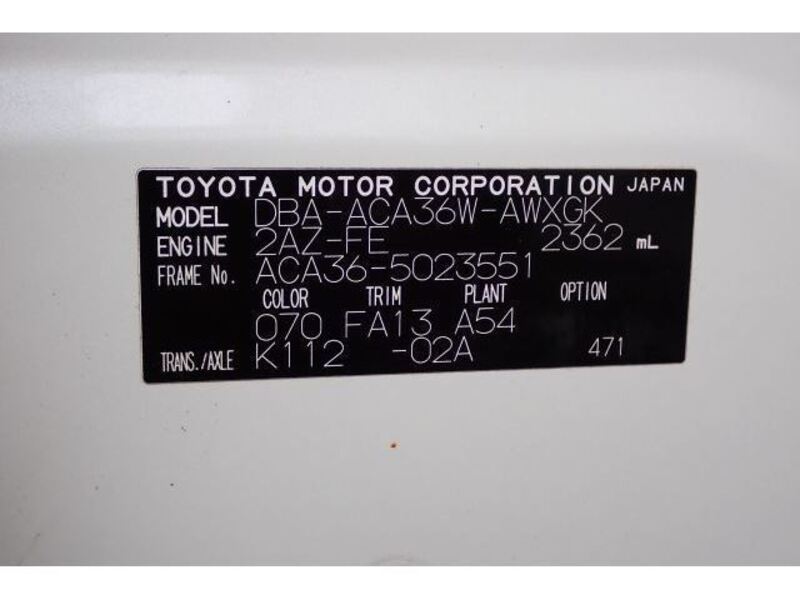 TOYOTA MOTOR CORPORATION JAPAN
MODEL DBA-ACA36W-AWXGK
ENGINE 2AZ-FE 2362 mL
FRAME No. ACA36-5023551
COLOR TRIM PLANT OPTION
070 FA13 A54
TRANS./AXLE K112 -02A 471